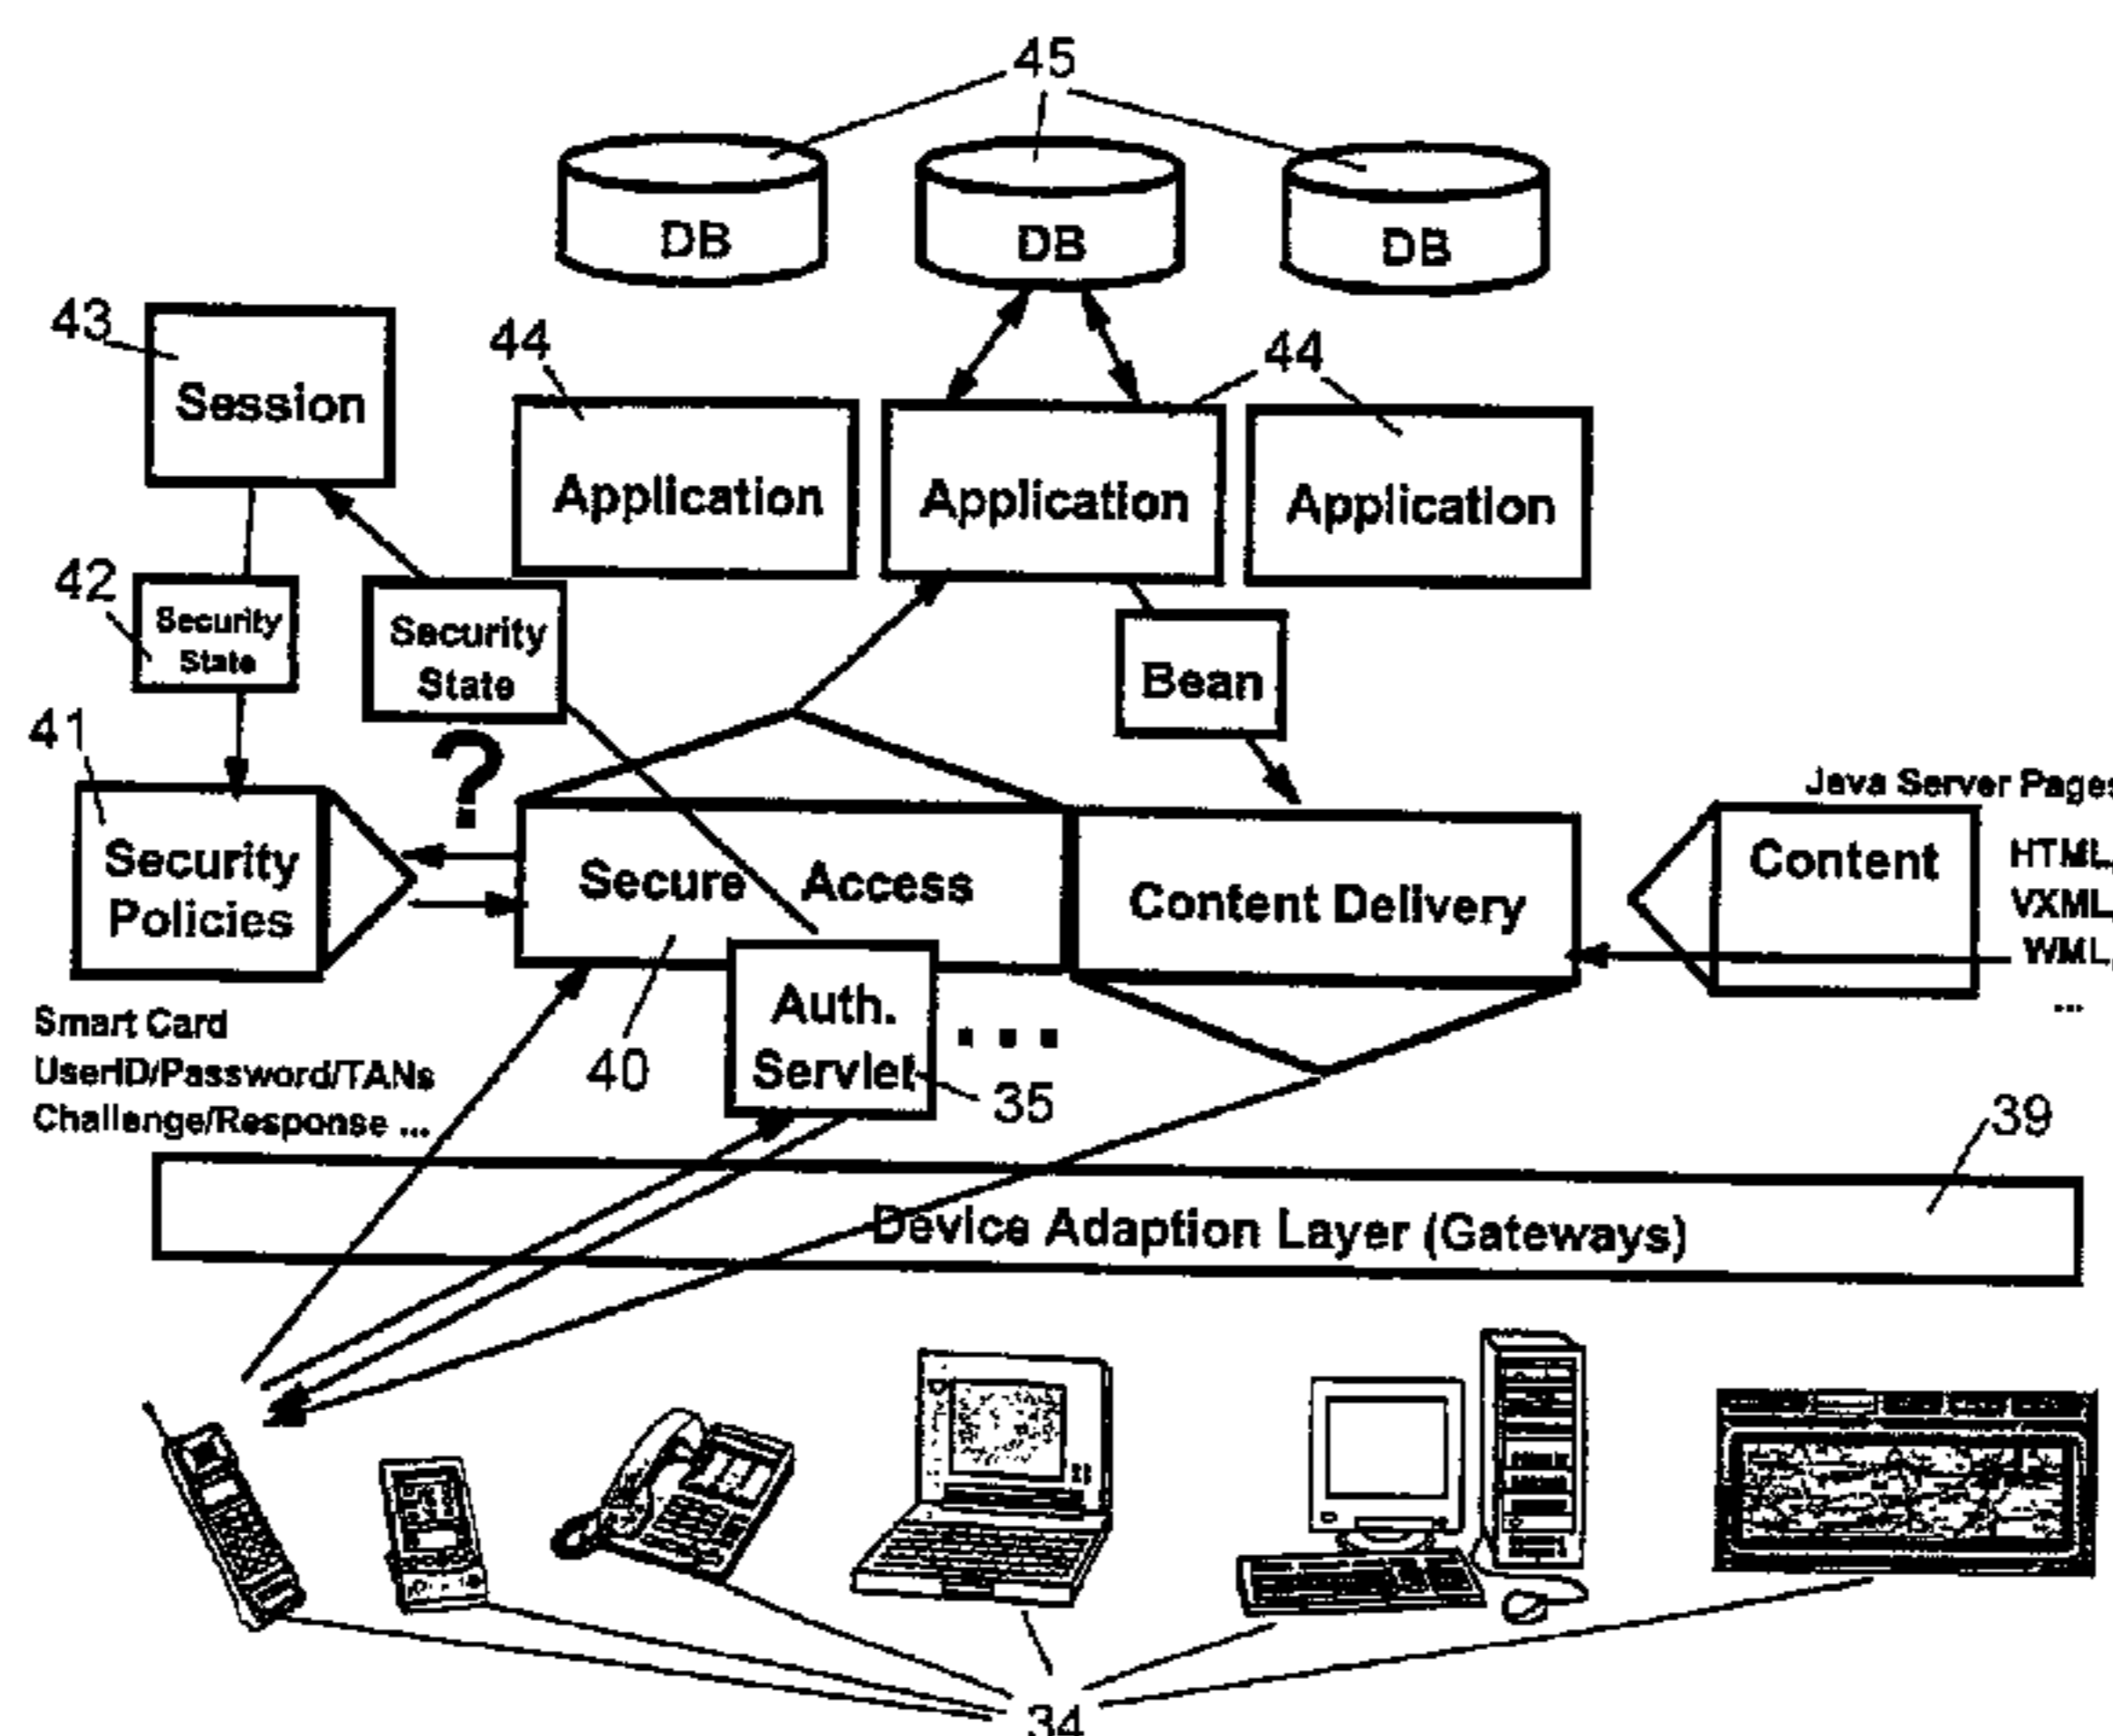 45
DB
DB
DB
43
Session
44
44
Application
Application
Application
42
Security
State
Security
State
Bean
41
?
Java Server Pages
Security
Policies
Secure Access
Content Delivery
Content
HTML,
VXML,
WML,
...
Smart Card
UserID/Password/TANs
Challenge/Response ...
40
Auth.
Servlet
...
35
39
Device Adaption Layer (Gateways)
34